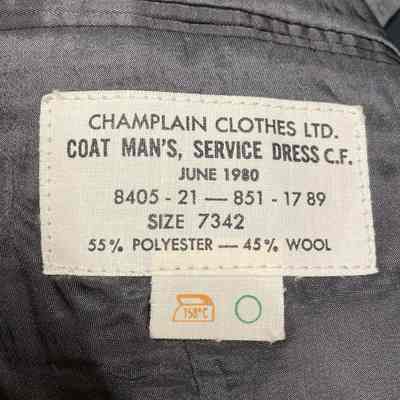 CHAMPLAIN CLOTHES LTD.
COAT MAN'S, SERVICE DRESS C.F.
JUNE 1980
8405 - 21 — 851 - 17 89
SIZE 7342
55% POLYESTER — 45% WOOL
150°C